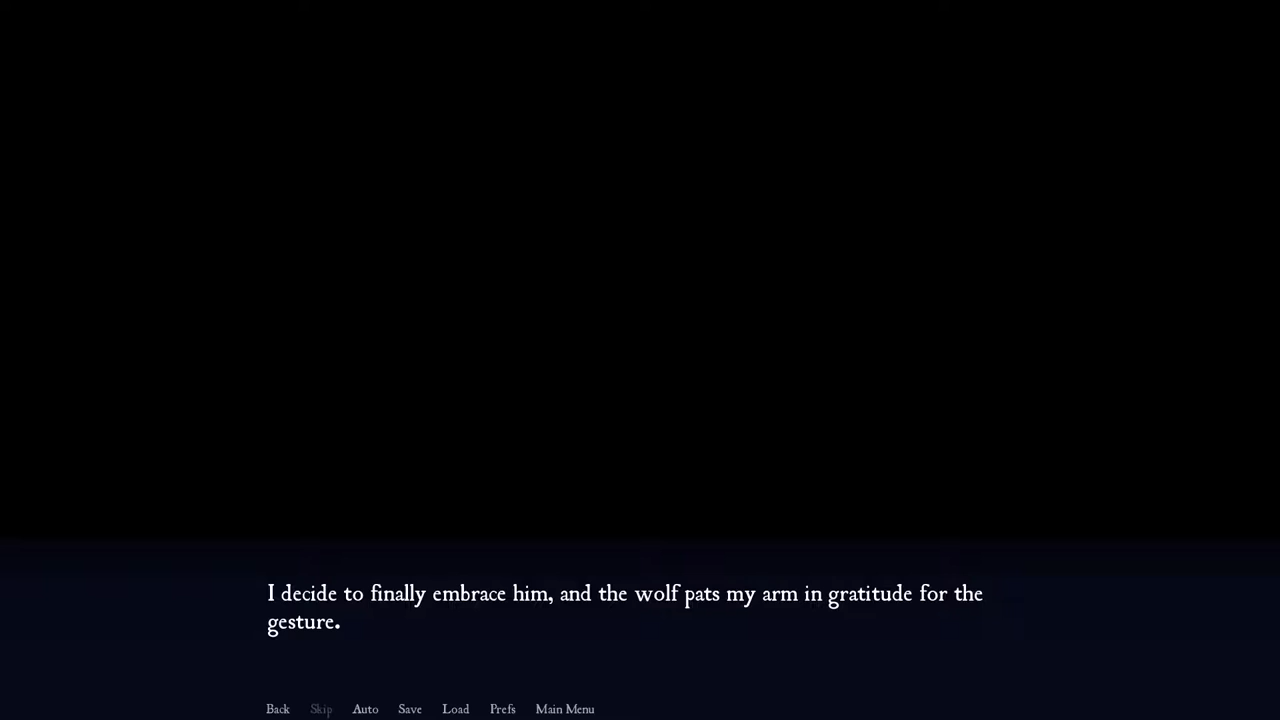 I decide to finally embrace him, and the wolf pats my arm in gratitude for the
gesture.
Back Skip Auto Save Load Prefs Main Menu